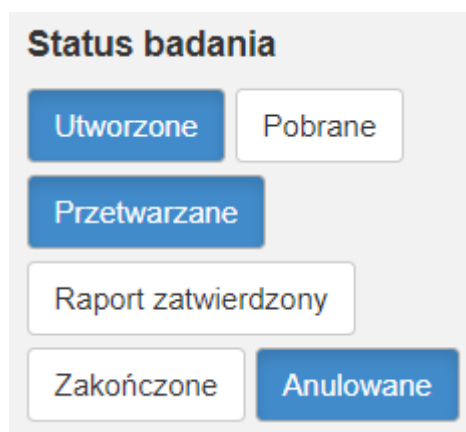 Status badania
Utworzone Pobrane
Przetwarzane
Raport zatwierdzony
Zakończone Anulowane